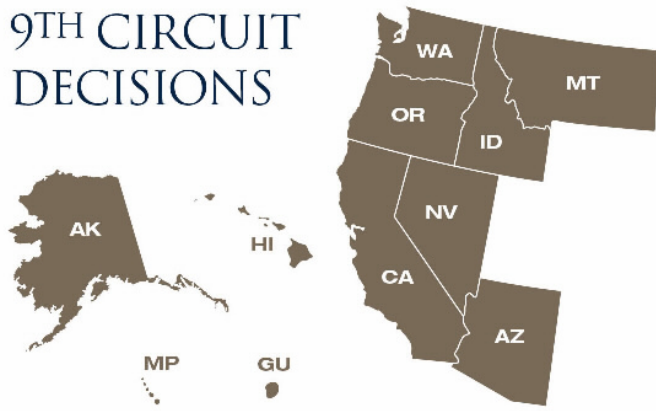 9TH CIRCUIT
DECISIONS
WA
MT
OR
ID
AK
HI
NV
CA
AZ
MP
GU